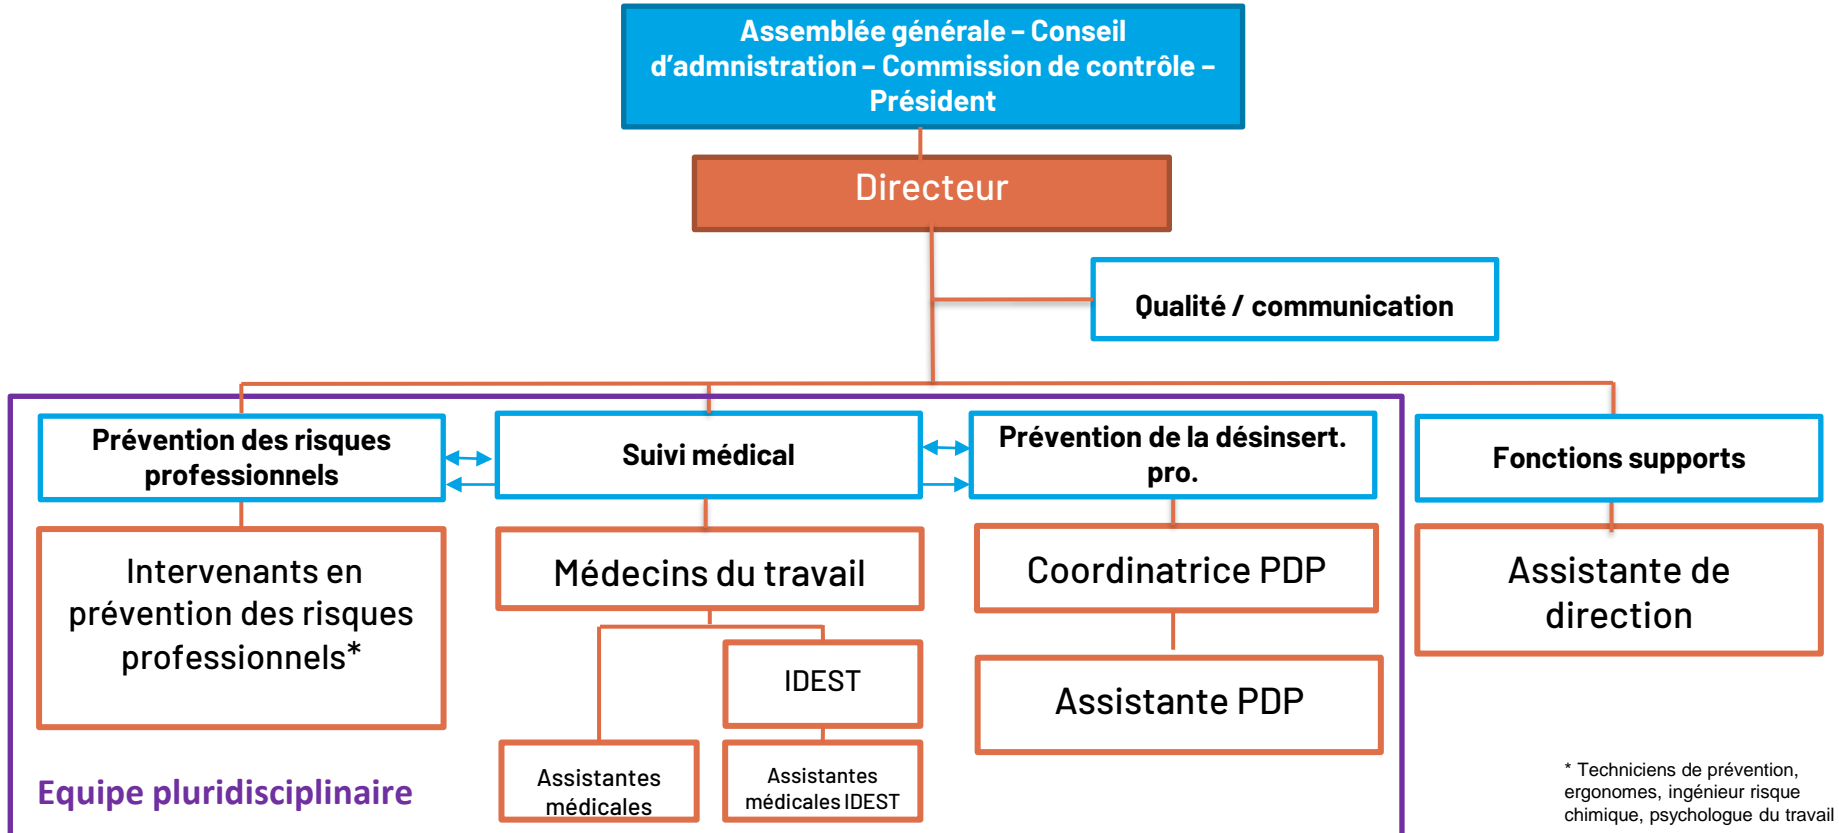 Assemblée générale – Conseil
d’admnistration – Commission de contrôle –
Président
Directeur
Qualité / communication
Prévention des risques
professionnels
Suivi médical
Prévention de la désinsert.
pro.
Fonctions supports
Intervenants en
prévention des risques
professionnels*
Médecins du travail
Coordinatrice PDP
Assistante de
direction
IDEST
Assistante PDP
Assistantes
médicales
Assistantes
médicales IDEST
Equipe pluridisciplinaire
* Techniciens de prévention,
ergonomes, ingénieur risque
chimique, psychologue du travail